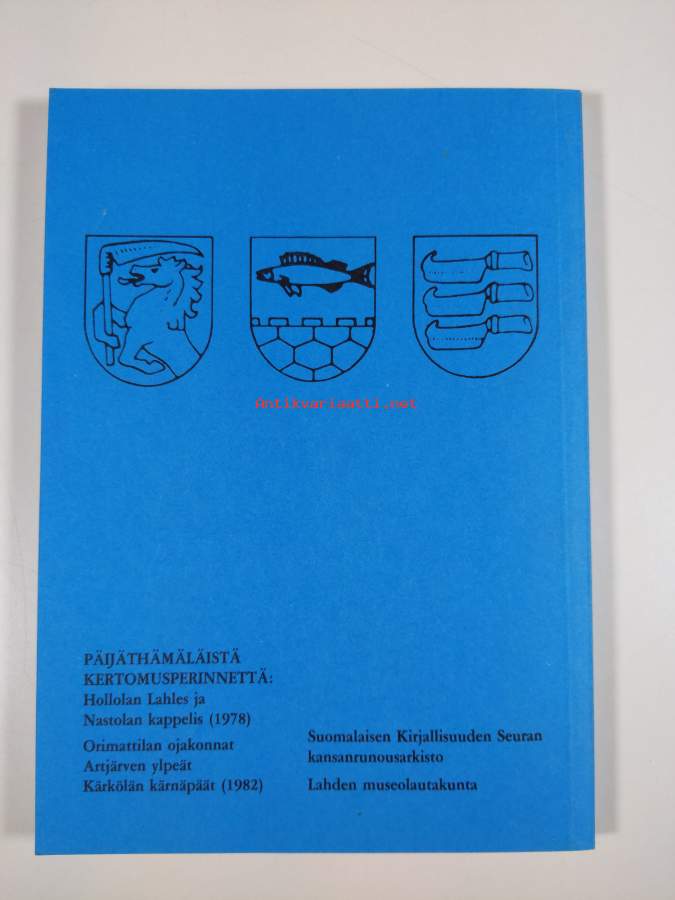 Antikvariaatti.net
PÄIJÄTHÄMÄLÄISTÄ
KERTOMUSPERINNETTÄ:
Hollolan Lahles ja
Nastolan kappelis (1978)
Orimattilan ojakonnat
Artjärven ylpeät
Kärkölän kärnäpäät (1982)
Suomalaisen Kirjallisuuden Seuran
kansanrunousarkisto
Lahden museolautakunta